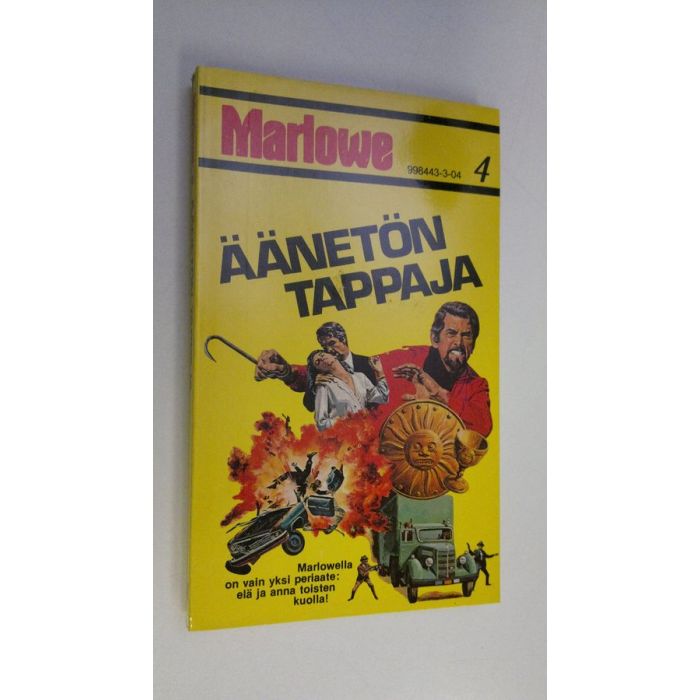 Marlowe
998443-3-04 4
ÄÄNETÖN
TAPPAJA
Marlowella
on vain yksi periaate:
elä ja anna toisten
kuolla!